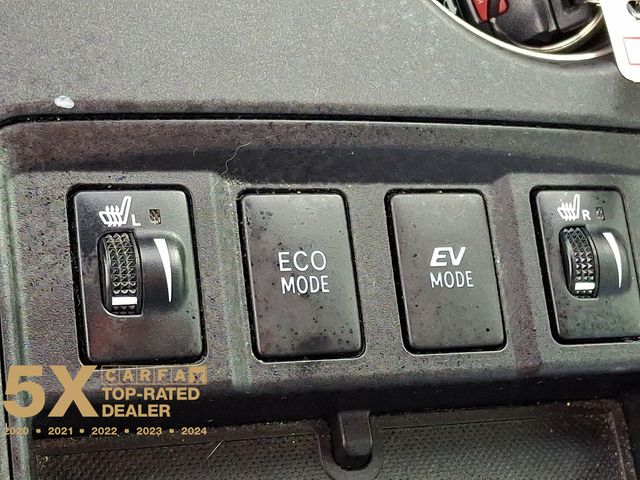 L
ECO
MODE
EV
MODE
R
5X CARFAX
TOP-RATED
DEALER
2020 • 2021 • 2022 • 2023 • 2024